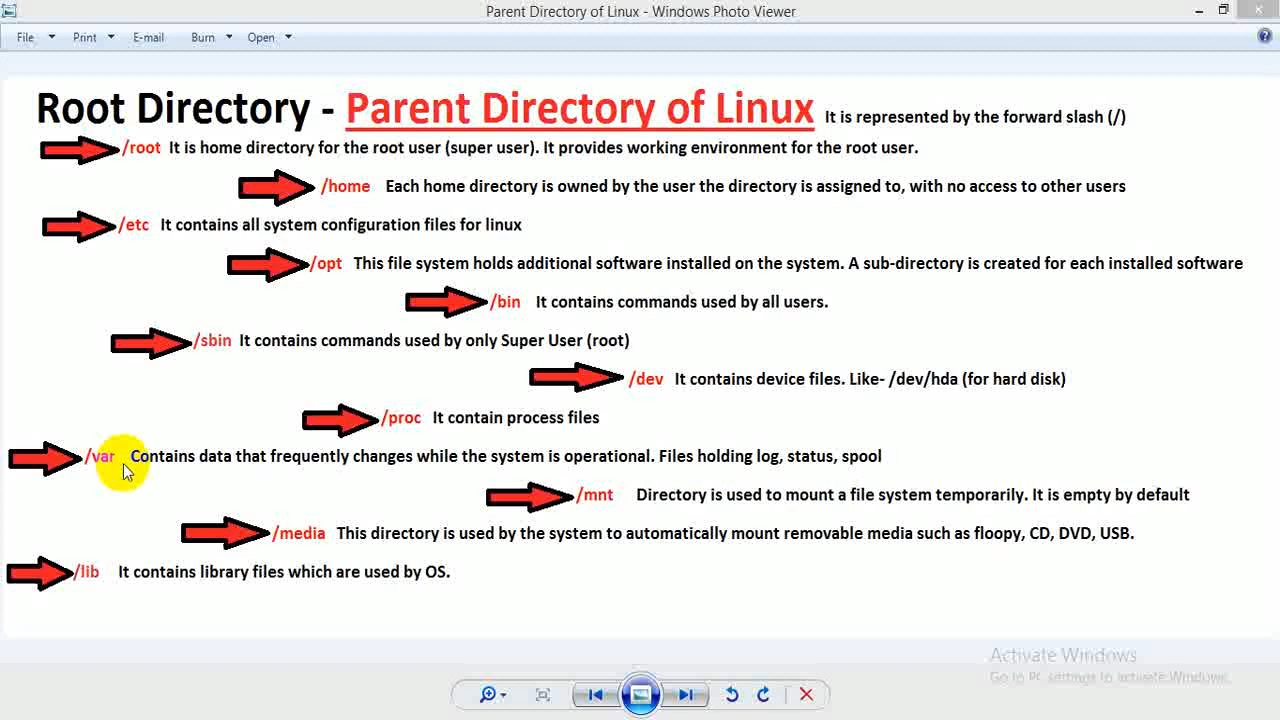 Parent Directory of Linux - Windows Photo Viewer
File Print E-mail Burn Open
Root Directory - Parent Directory of Linux It is represented by the forward slash (/)
/root It is home directory for the root user (super user). It provides working environment for the root user.
/home Each home directory is owned by the user the directory is assigned to, with no access to other users
/etc It contains all system configuration files for linux
/opt This file system holds additional software installed on the system. A sub-directory is created for each installed software
/bin It contains commands used by all users.
/sbin It contains commands used by only Super User (root)
/dev It contains device files. Like- /dev/hda (for hard disk)
/proc It contain process files
/var Contains data that frequently changes while the system is operational. Files holding log, status, spool
/mnt Directory is used to mount a file system temporarily. It is empty by default
/media This directory is used by the system to automatically mount removable media such as floopy, CD, DVD, USB.
/lib It contains library files which are used by OS.
Activate Windows
Go to PC settings to activate Windows.